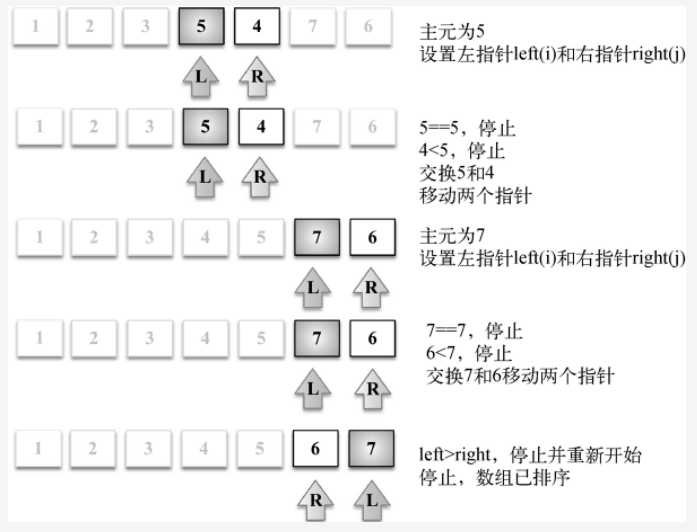 1 2 3 5 4 7 6
主元为5
设置左指针left(i)和右指针right(j)
L R
1 2 3 5 4 7 6
5==5，停止
4<5，停止
交换5和4
移动两个指针
L R
1 2 3 4 5 7 6
主元为7
设置左指针left(i)和右指针right(j)
L R
1 2 3 4 5 7 6
7==7，停止
6<7，停止
交换7和6移动两个指针
L R
1 2 3 4 5 6 7
left>right，停止并重新开始
停止，数组已排序
R L